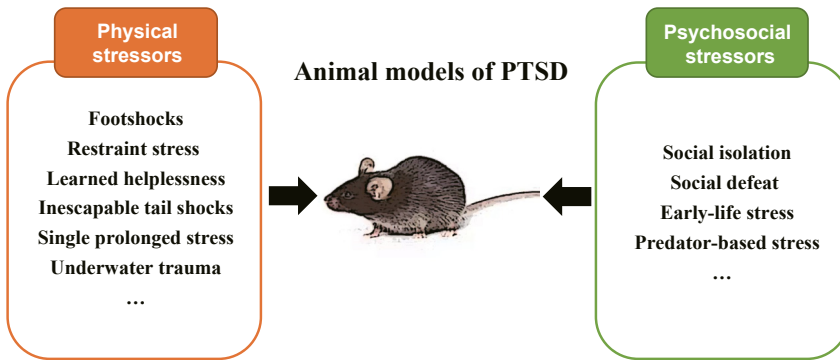 Physical
stressors
Footshocks
Restraint stress
Learned helplessness
Inescapable tail shocks
Single prolonged stress
Underwater trauma
…
Animal models of PTSD
Psychosocial
stressors
Social isolation
Social defeat
Early-life stress
Predator-based stress
…